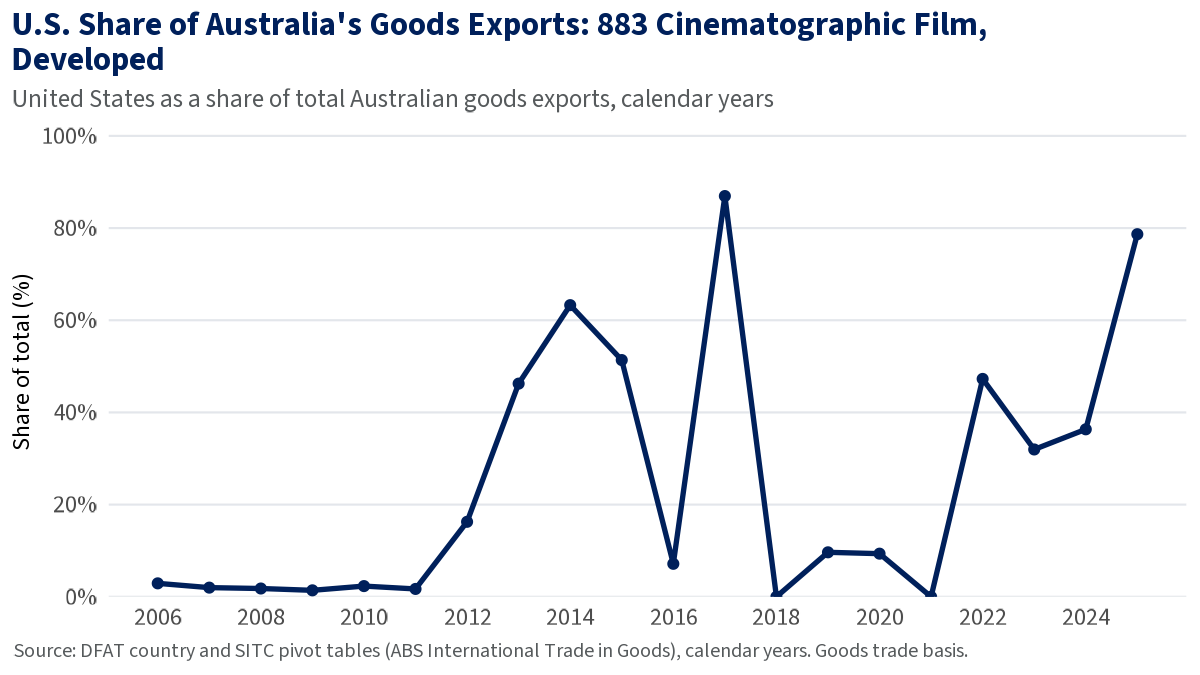 U.S. Share of Australia's Goods Exports: 883 Cinematographic Film,
Developed
United States as a share of total Australian goods exports, calendar years
100%
80%
60%
40%
20%
0%
Share of total (%)
2006 2008 2010 2012 2014 2016 2018 2020 2022 2024
Source: DFAT country and SITC pivot tables (ABS International Trade in Goods), calendar years. Goods trade basis.